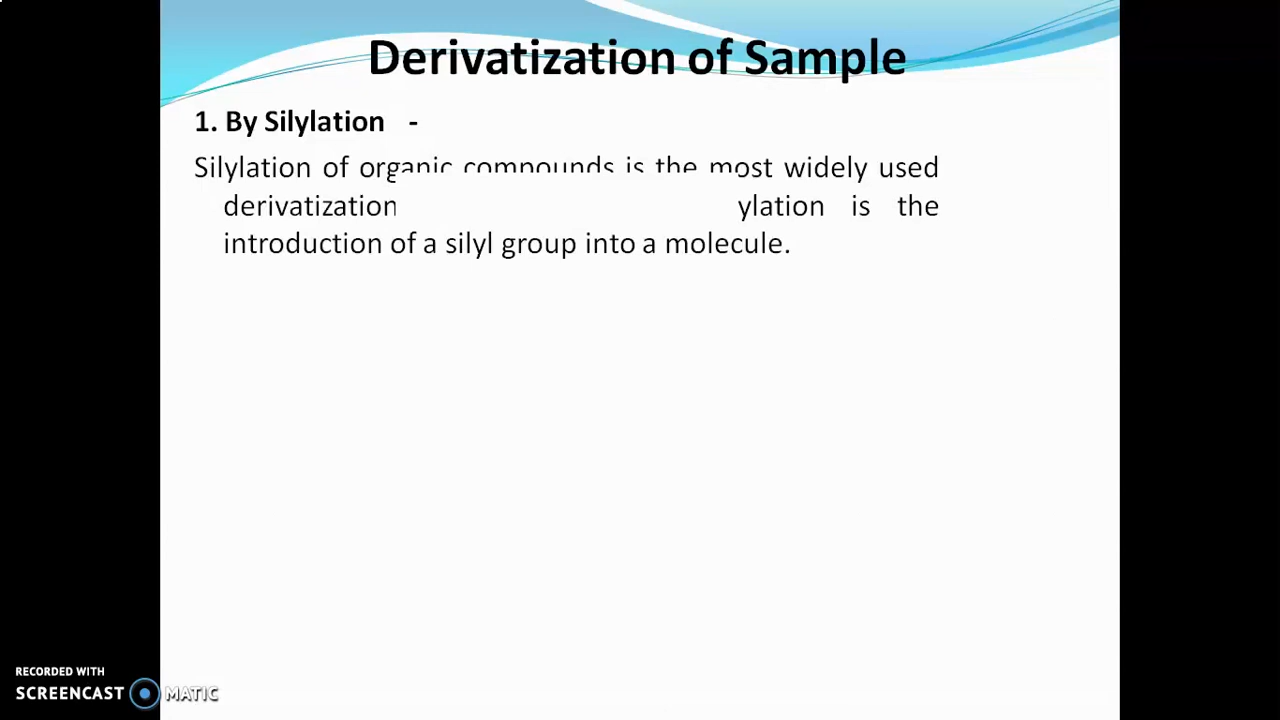 Derivatization of Sample
1. By Silylation -
Silylation of organic compounds is the most widely used
derivatization ylation is the
introduction of a silyl group into a molecule.
RECORDED WITH
SCREENCAST MATIC